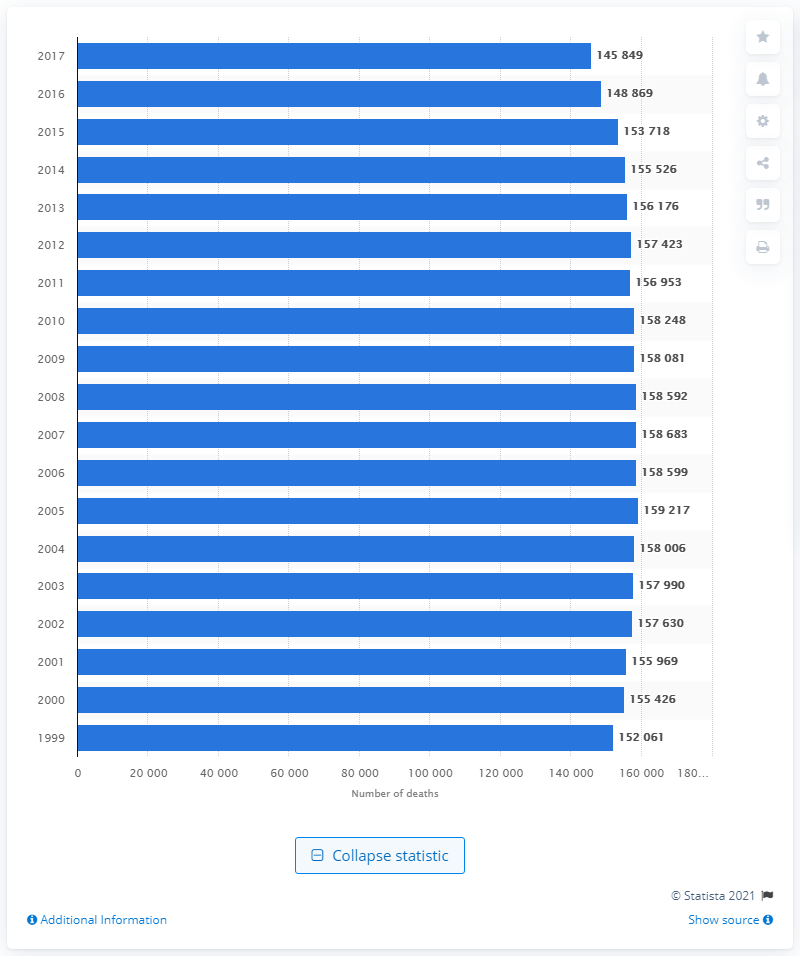 2017 145 849
2016 148 869
2015 153 718
2014 155 526
2013 156 176
2012 157 423
2011 156 953
2010 158 248
2009 158 081
2008 158 592
2007 158 683
2006 158 599
2005 159 217
2004 158 006
2003 157 990
2002 157 630
2001 155 969
2000 155 426
1999 152 061
0 20 000 40 000 60 000 80 000 100 000 120 000 140 000 160 000 180...
Number of deaths
Collapse statistic
© Statista 2021
Additional Information Show source